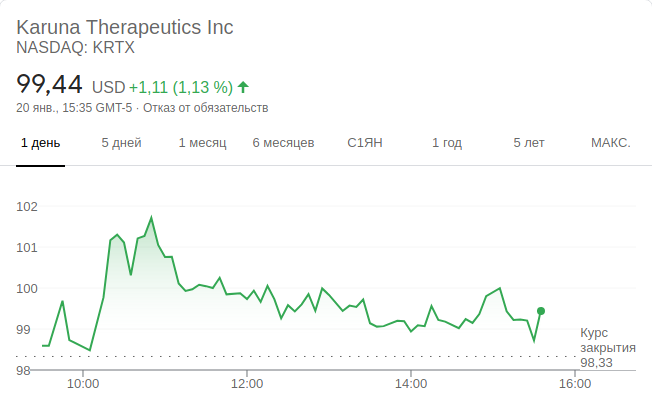 Karuna Therapeutics Inc
NASDAQ: KRTX
99,44 USD +1,11 (1,13 %)
20 янв., 15:35 GMT-5 · Отказ от обязательств
1 день 5 дней 1 месяц 6 месяцев С1ЯН 1 год 5 лет МАКС.
102
101
100
99
Курс
закрытия
98,33
98
10:00 12:00 14:00 16:00